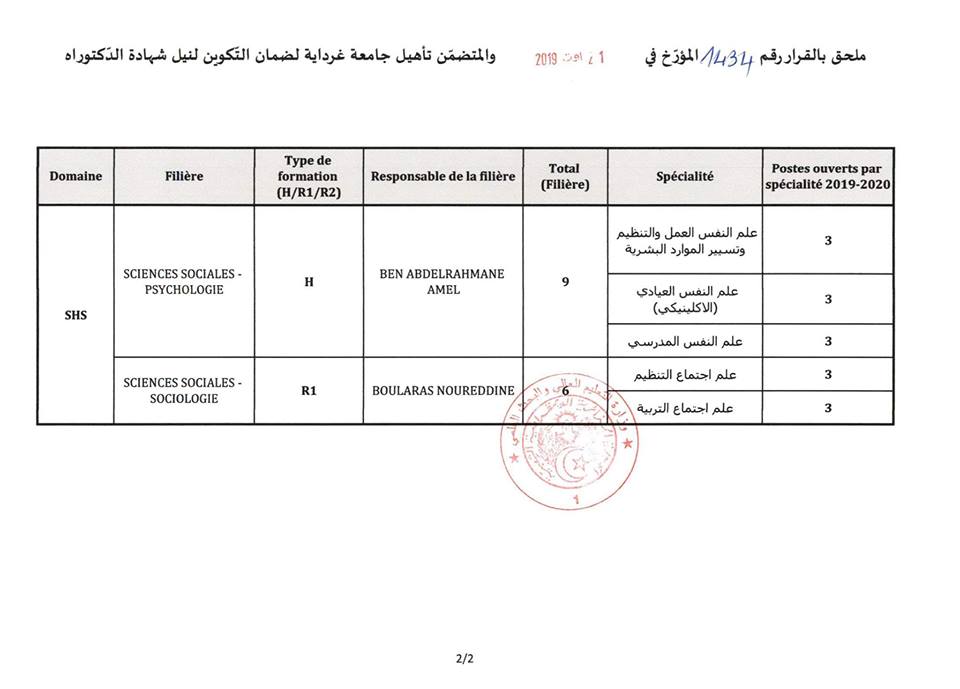 ملحق بالقرار رقم 1434 المؤرّخ في 2019 والمتضمّن تأهيل جامعة غرداية لضمان التّكوين لنيل شهادة الدّكتوراه
Domaine
Filière
Type de
formation
(H/R1/R2)
Responsable de la filière
Total
(Filière)
Spécialité
Postes ouverts par
spécialité 2019-2020
SHS
SCIENCES SOCIALES -
PSYCHOLOGIE
H
BEN ABDELRAHMANE
AMEL
9
علم النفس العمل والتنظيم
وتسيير الموارد البشرية
3
علم النفس العيادي
(الاكلينيكي)
3
علم النفس المدرسي
3
SCIENCES SOCIALES -
SOCIOLOGIE
R1
BOULARAS NOUREDDINE
6
علم اجتماع التنظيم
3
علم اجتماع التربية
3
وزارة التعليم العالي و البحث العلمي
1
2/2